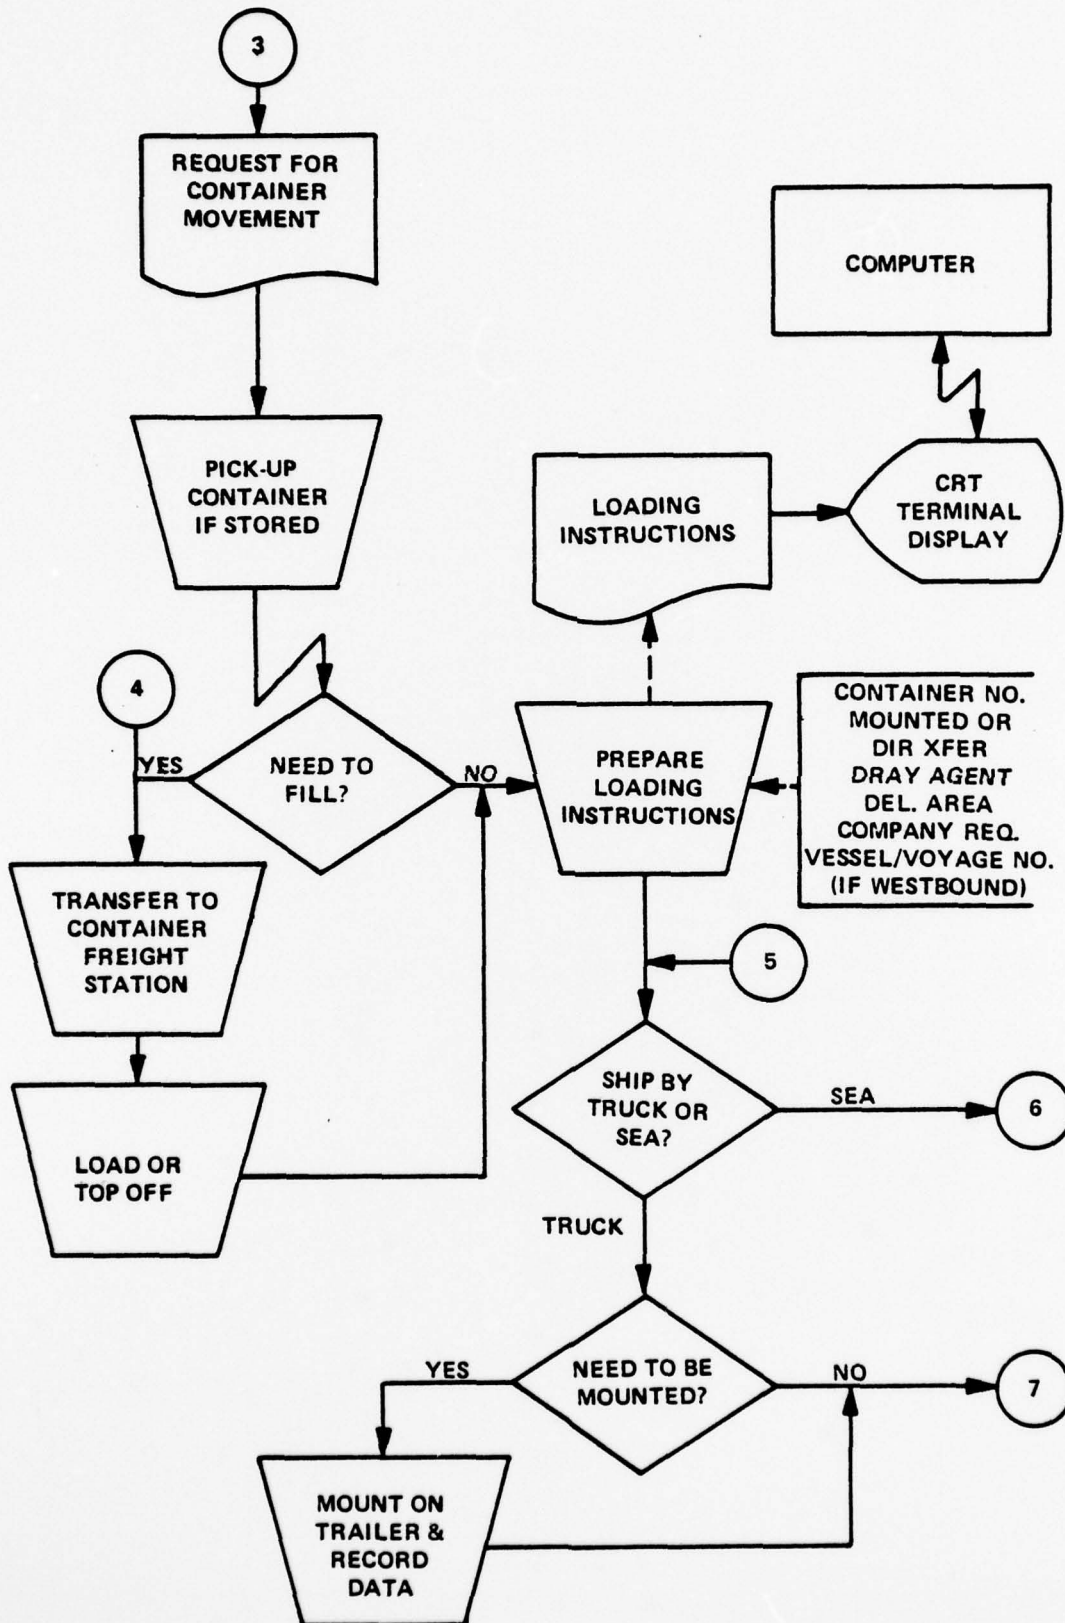 3
REQUEST FOR
CONTAINER
MOVEMENT
COMPUTER
PICK-UP
CONTAINER
IF STORED
LOADING
INSTRUCTIONS
CRT
TERMINAL
DISPLAY
4
YES
NEED TO
FILL?
NO
PREPARE
LOADING
INSTRUCTIONS
CONTAINER NO.
MOUNTED OR
DIR XFER
DRAY AGENT
DEL. AREA
COMPANY REQ.
VESSEL/VOYAGE NO.
(IF WESTBOUND)
TRANSFER TO
CONTAINER
FREIGHT
STATION
5
LOAD OR
TOP OFF
SHIP BY
TRUCK OR
SEA?
SEA
6
TRUCK
YES
NEED TO BE
MOUNTED?
NO
7
MOUNT ON
TRAILER &
RECORD
DATA